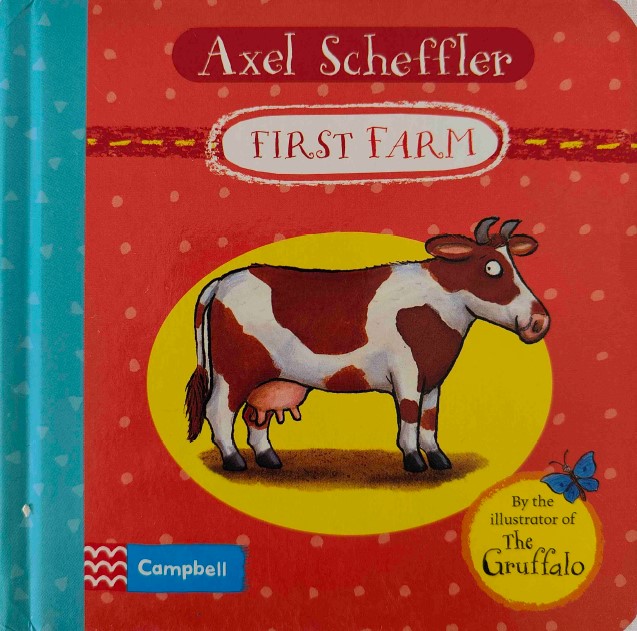 Axel Scheffler
FIRST FARM
By the
illustrator of
The
Gruffalo
Campbell